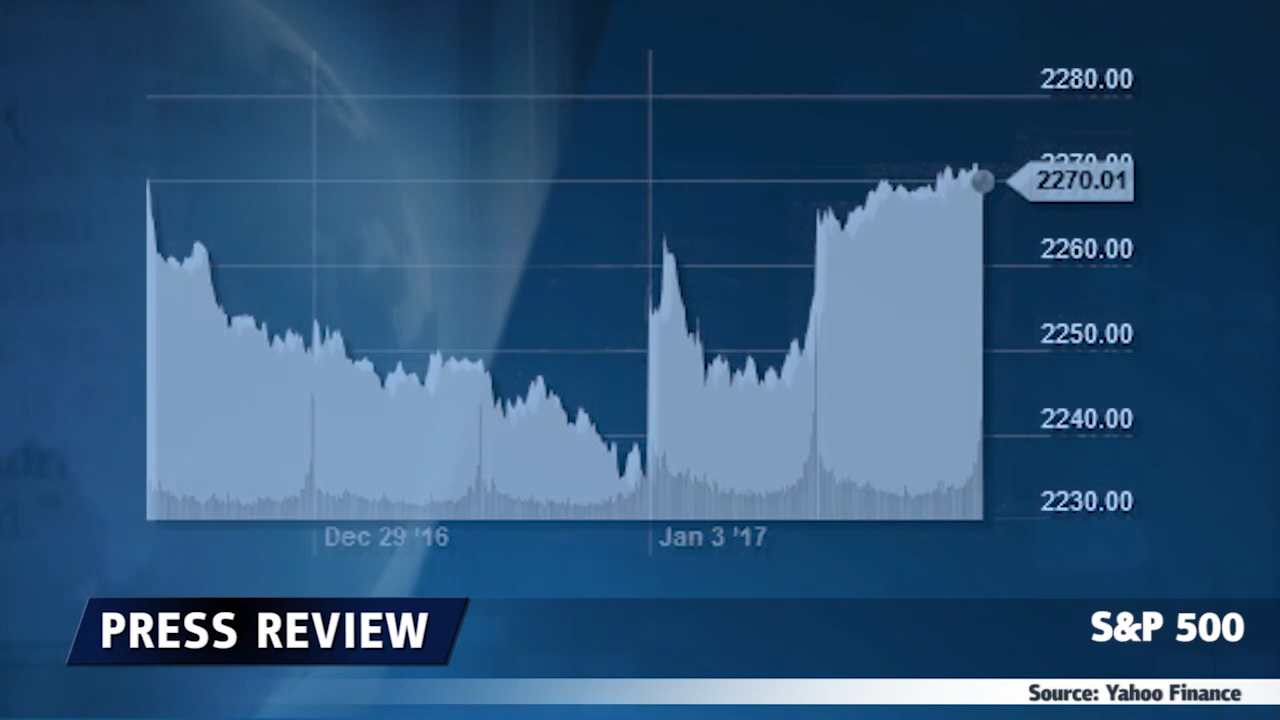 2280.00
2270.01
2260.00
2250.00
2240.00
2230.00
Dec 29 '16
Jan 3 '17
PRESS REVIEW
S&P 500
Source: Yahoo Finance